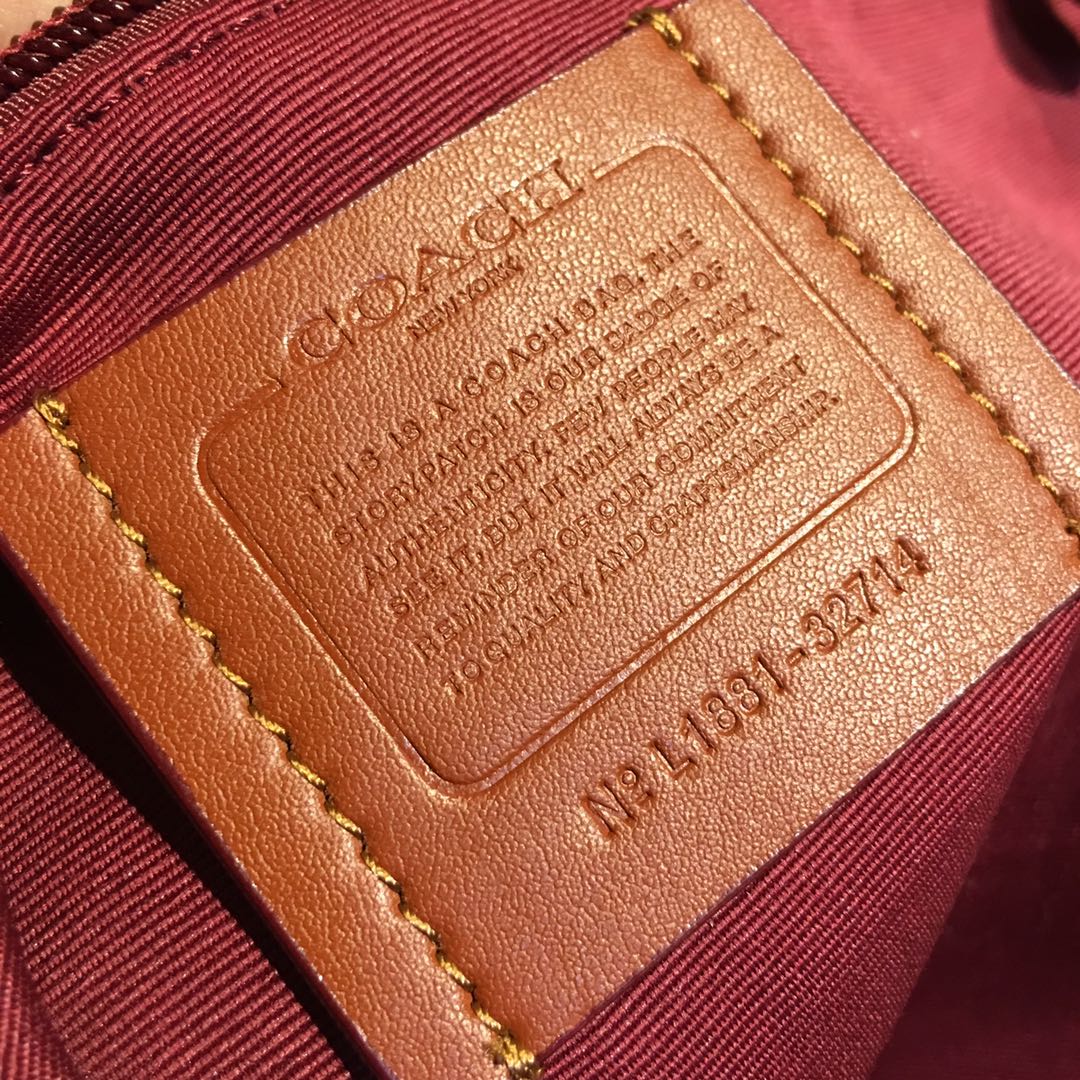 COACH
NEW YORK
THIS IS A COACH BAG, THE
STORYPATCH IS OUR BADGE OF
AUTHENTICITY, FEW PEOPLE MAY
SEE IT, BUT IT WILL ALWAYS BE A
REMINDER OF OUR COMMITMENT
TO QUALITY AND CRAFTSMANSHIP.
Nº. L1881-32714